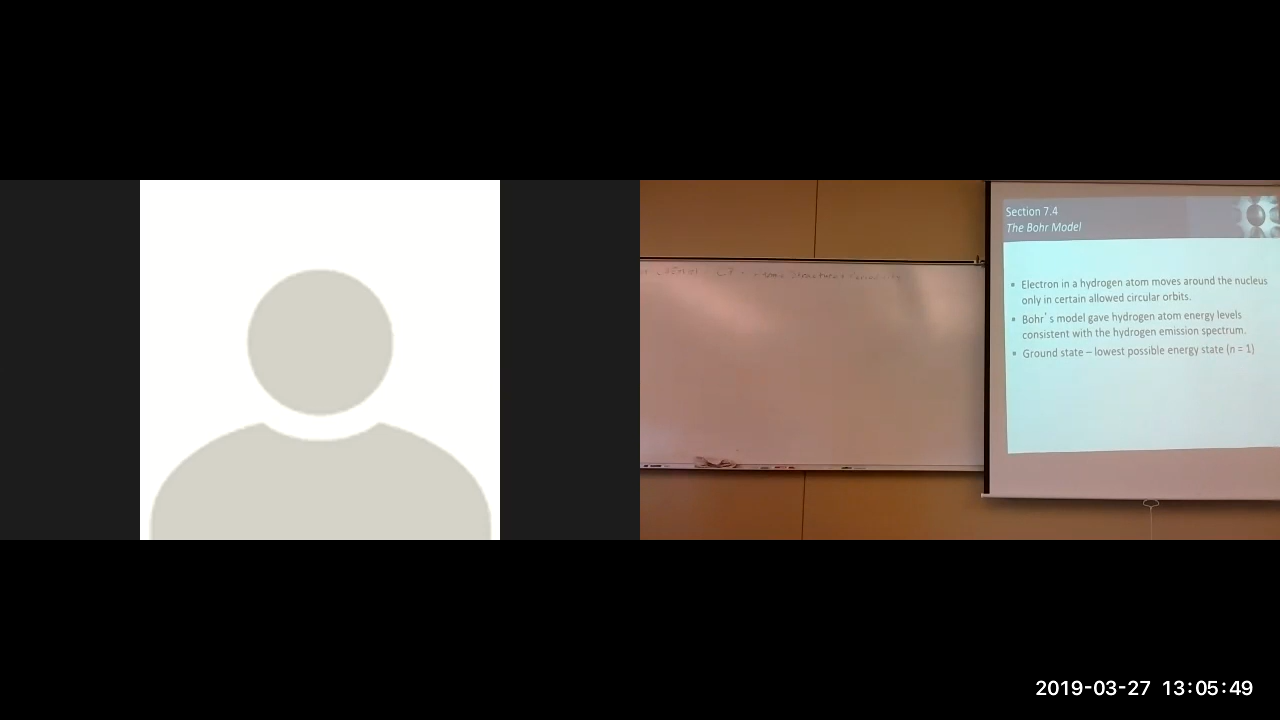 Section 7.4
The Bohr Model
▪ Electron in a hydrogen atom moves around the nucleus
only in certain allowed circular orbits.
▪ Bohr's model gave hydrogen atom energy levels
consistent with the hydrogen emission spectrum.
▪ Ground state – lowest possible energy state (n = 1)
2019-03-27 13:05:49